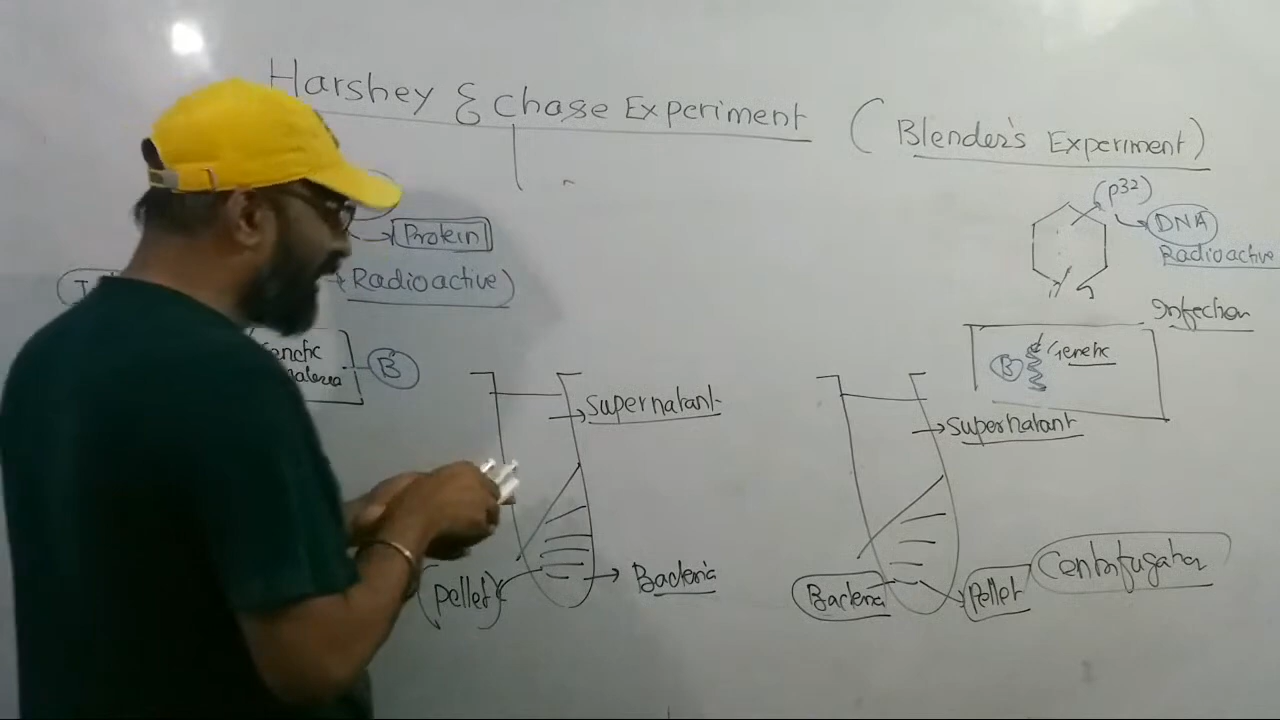 Harshey & Chase Experiment (Blender's Experiment)
(P32)
DNA
Radioactive
Protein
Radioactive)
Infection
B
Genetic
B
Supernatant
Supernatant
Bacteria
(Pellet)
Bacteria
Pellet
Centrifugation